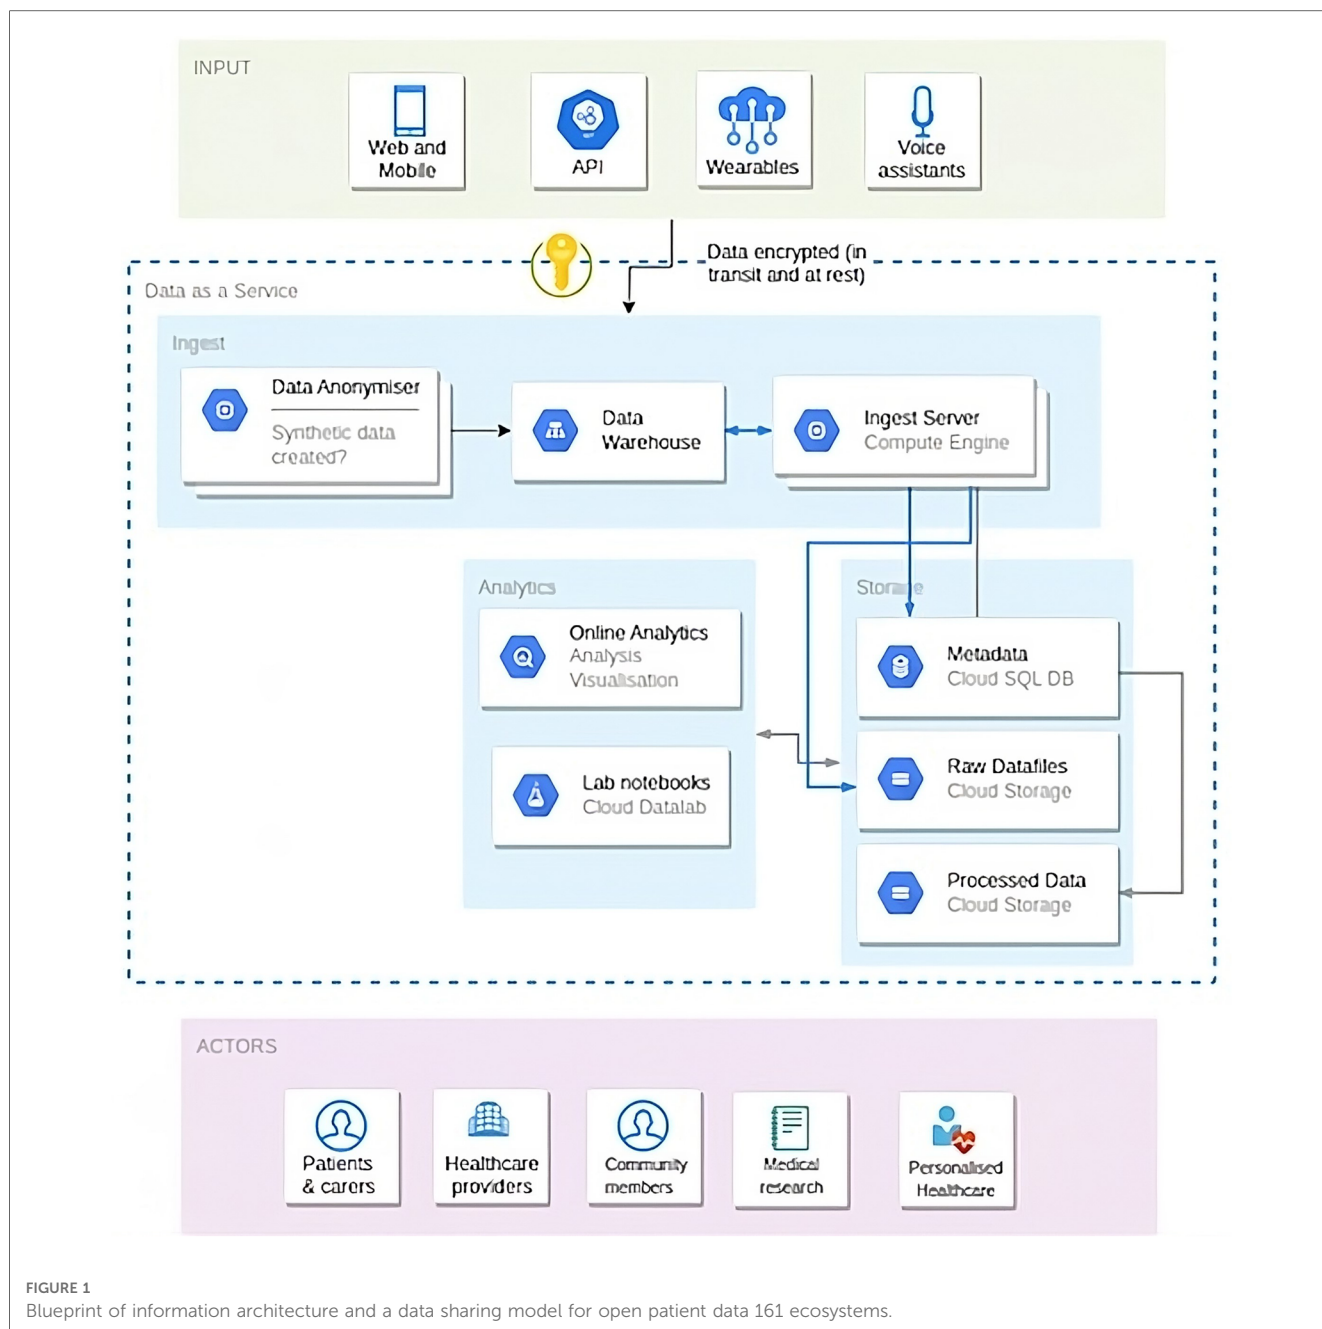 INPUT
Web and
Mobile
API
Wearables
Voice
assistants
Data encrypted (in
transit and at rest)
Data as a Service
Ingest
Data Anonymiser
Synthetic data
created?
Data
Warehouse
Ingest Server
Compute Engine
Analytics
Online Analytics
Analysis
Visualisation
Lab notebooks
Cloud Datalab
Storage
Metadata
Cloud SQL DB
Raw Datafiles
Cloud Storage
Processed Data
Cloud Storage
ACTORS
Patients
& carers
Healthcare
providers
Community
members
Medical
research
Personalised
Healthcare
FIGURE 1
Blueprint of information architecture and a data sharing model for open patient data 161 ecosystems.